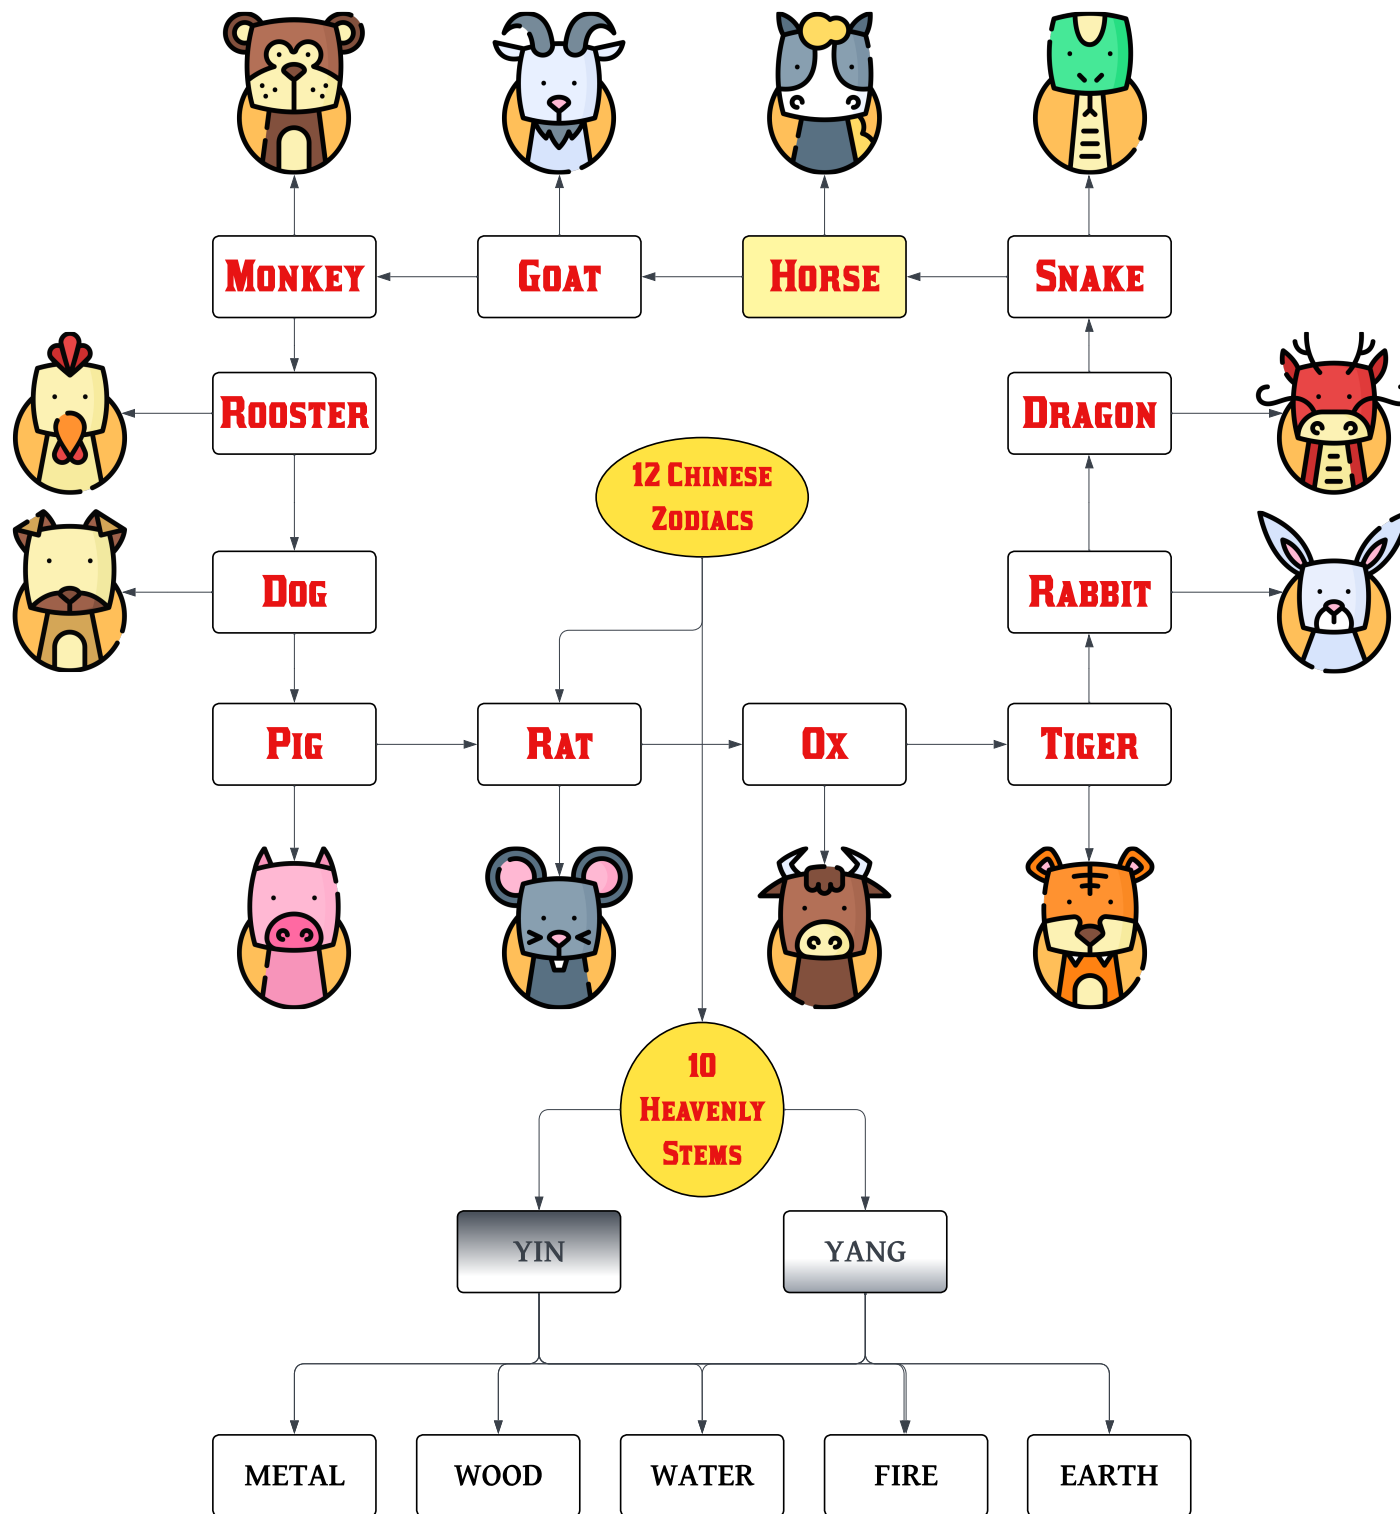 MONKEY
GOAT
HORSE
SNAKE
ROOSTER
DRAGON
12 CHINESE
ZODIACS
DOG
RABBIT
PIG
RAT
OX
TIGER
10
HEAVENLY
STEMS
YIN
YANG
METAL
WOOD
WATER
FIRE
EARTH